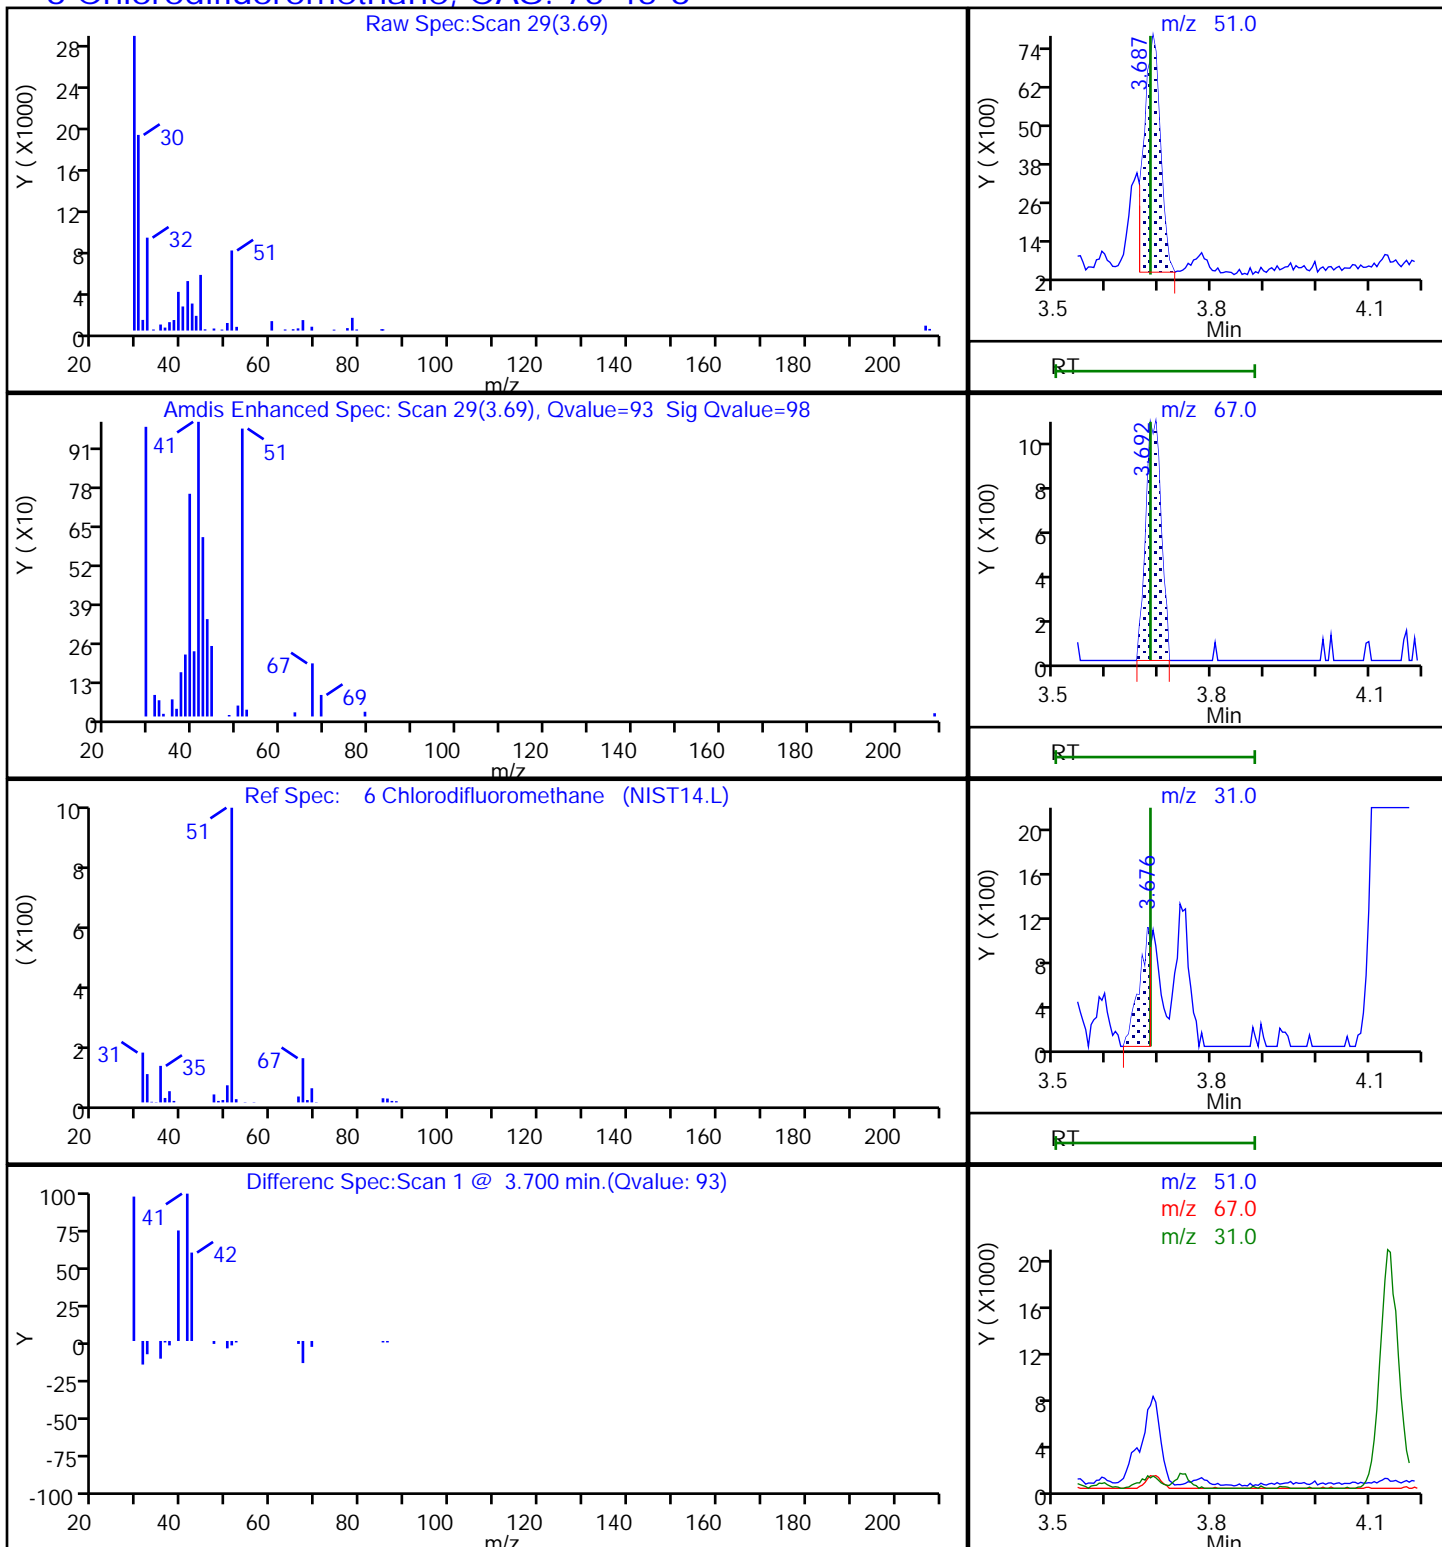 Raw Spec:Scan 29(3.69)
Y ( X1000)
28
24
20
16
12
8
4
0
30
32
51
20 40 60 80 100 120 140 160 180 200
m/z
m/z 51.0
Y ( X100)
74
62
50
38
26
14
2
3.687
3.5 3.8 4.1
Min
RT
Amdis Enhanced Spec: Scan 29(3.69), Qvalue=93 Sig Qvalue=98
Y ( X10)
91
78
65
52
39
26
13
0
41
51
67
69
20 40 60 80 100 120 140 160 180 200
m/z
m/z 67.0
Y ( X100)
10
8
6
4
2
0
3.692
3.5 3.8 4.1
Min
RT
Ref Spec: 6 Chlorodifluoromethane (NIST14.L)
( X100)
10
8
6
4
2
0
51
31
35
67
20 40 60 80 100 120 140 160 180 200
m/z 31.0
Y ( X100)
20
16
12
8
4
0
3.676
3.5 3.8 4.1
Min
RT
Differenc Spec:Scan 1 @ 3.700 min.(Qvalue: 93)
Y
100
75
50
25
0
-25
-50
-75
-100
41
42
20 40 60 80 100 120 140 160 180 200
m/z
m/z 51.0
m/z 67.0
m/z 31.0
Y ( X1000)
20
16
12
8
4
0
3.5 3.8 4.1
Min